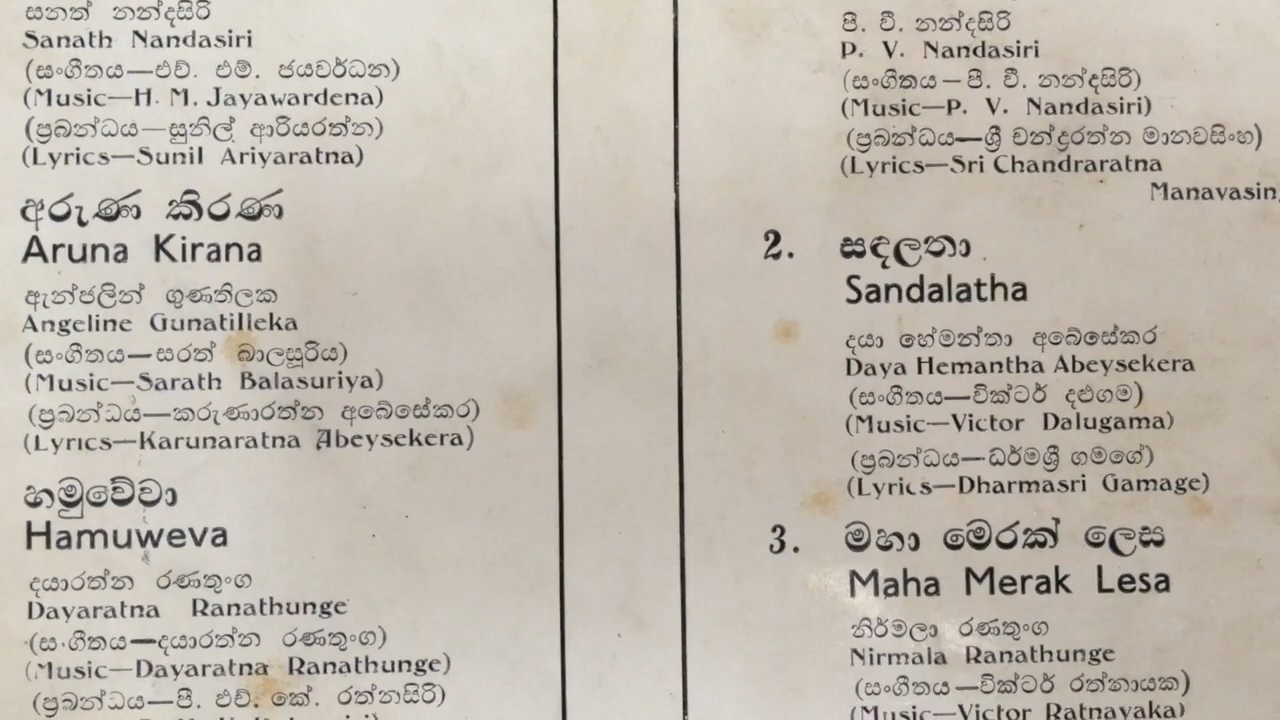 සනත් නන්දසිරි
Sanath Nandasiri
(සංගීතය—එච්. එම්. ජයවර්ධන)
(Music—H. M. Jayawardena)
(ප්‍රබන්ධය—සුනිල් ආරියරත්න)
(Lyrics—Sunil Ariyaratna)
අරුණ කිරණ
Aruna Kirana
ඇන්ජලින් ගුණතිලක
Angeline Gunatilleka
(සංගීතය—සරත් බාලසූරිය)
(Music—Sarath Balasuriya)
(ප්‍රබන්ධය—කරුණාරත්න අබේසේකර)
(Lyrics—Karunaratna Abeysekera)
හමුවේවා
Hamuweva
දයාරත්න රණතුංග
Dayaratna Ranathunge
(සංගීතය—දයාරත්න රණතුංග)
(Music—Dayaratna Ranathunge)
(ප්‍රබන්ධය—පී. එච්. කේ. රත්නසිරි)
පී. වී. නන්දසිරි
P. V. Nandasiri
(සංගීතය—පී. වී. නන්දසිරි)
(Music—P. V. Nandasiri)
(ප්‍රබන්ධය—ශ්‍රී චන්ද්‍රරත්න මානවසිංහ)
(Lyrics—Sri Chandraratna
Manavasin
2. සඳලතා
Sandalatha
දයා හේමන්තා අබේසේකර
Daya Hemantha Abeysekera
(සංගීතය—වික්ටර් දළුගම)
(Music—Victor Dalugama)
(ප්‍රබන්ධය—ධර්මශ්‍රී ගමගේ)
(Lyrics—Dharmasri Gamage)
3. මහා මෙරක් ලෙස
Maha Merak Lesa
නිර්මලා රණතුංග
Nirmala Ranathunge
(සංගීතය—වික්ටර් රත්නායක)
(Music—Victor Ratnayaka)